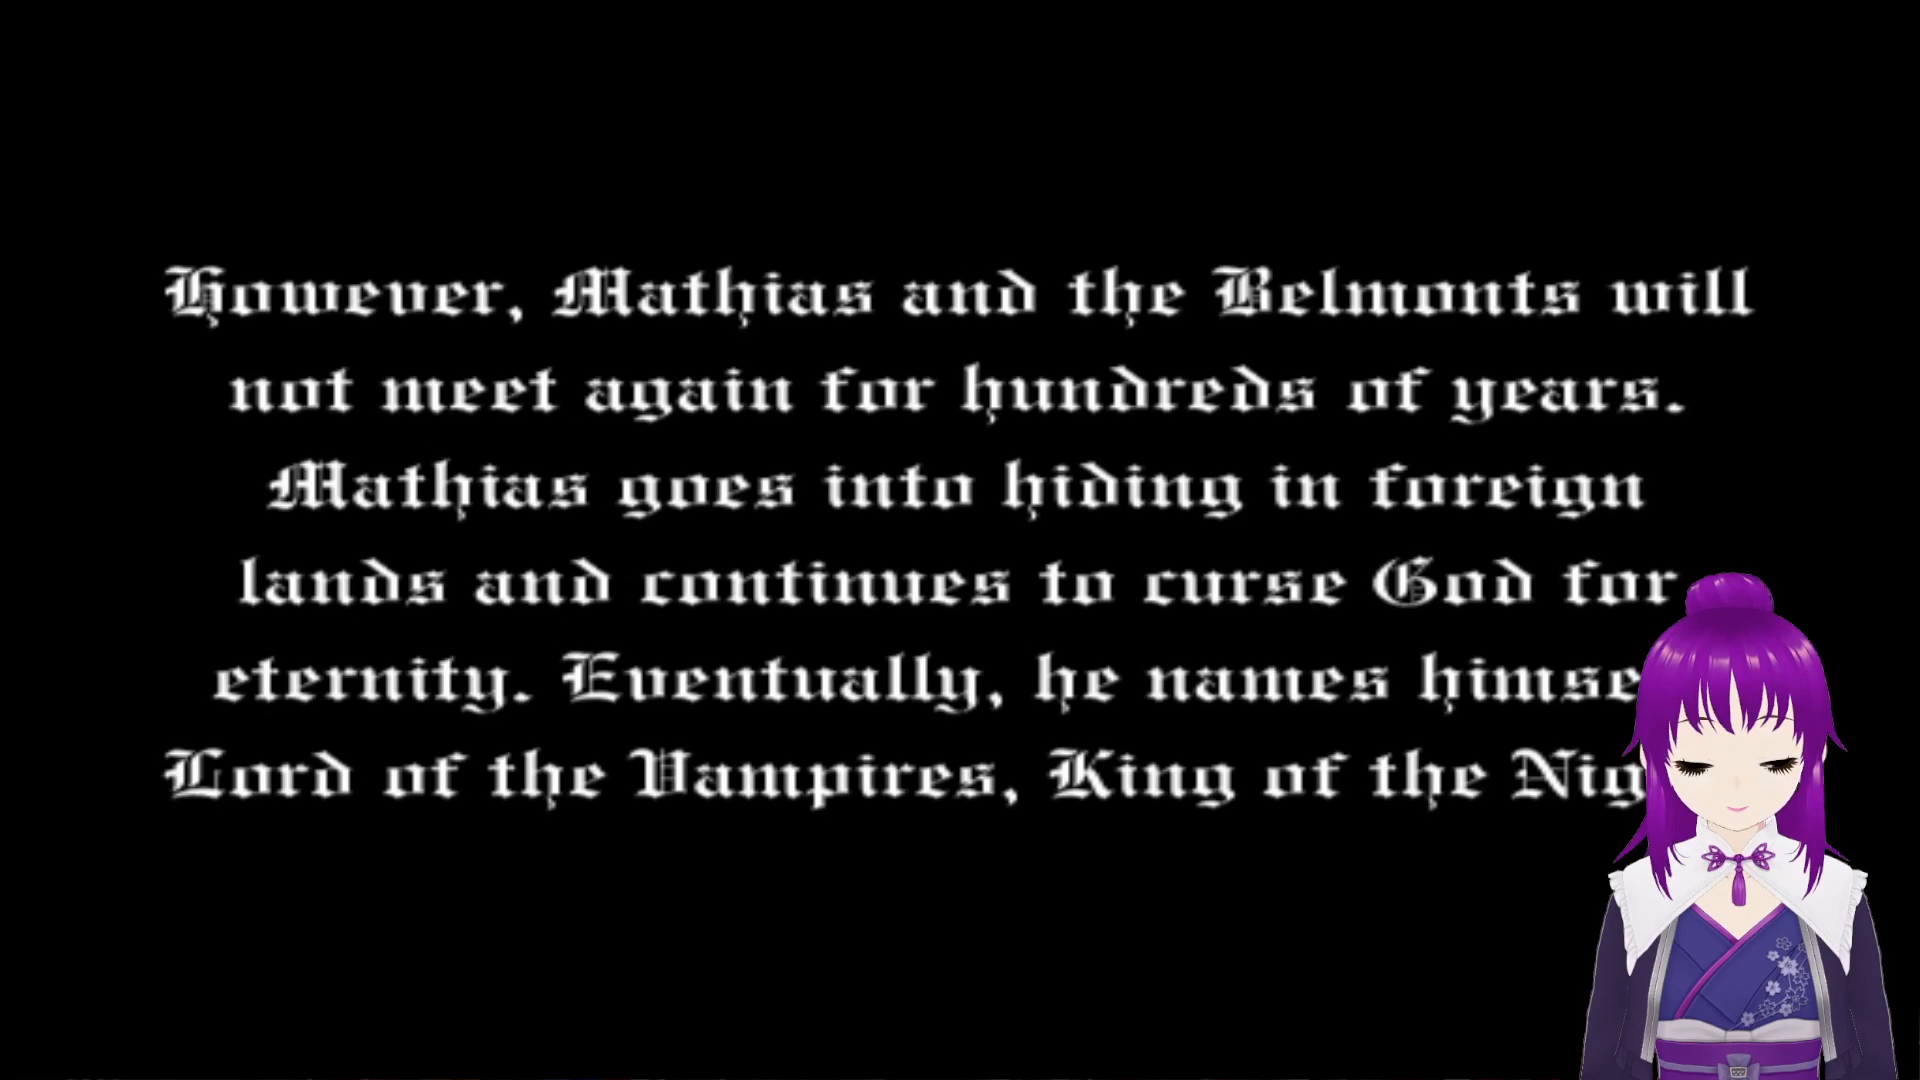 However, Mathias and the Belmonts will
not meet again for hundreds of years.
Mathias goes into hiding in foreign
lands and continues to curse God for
eternity. Eventually, he names himse
Lord of the Vampires, King of the Nig